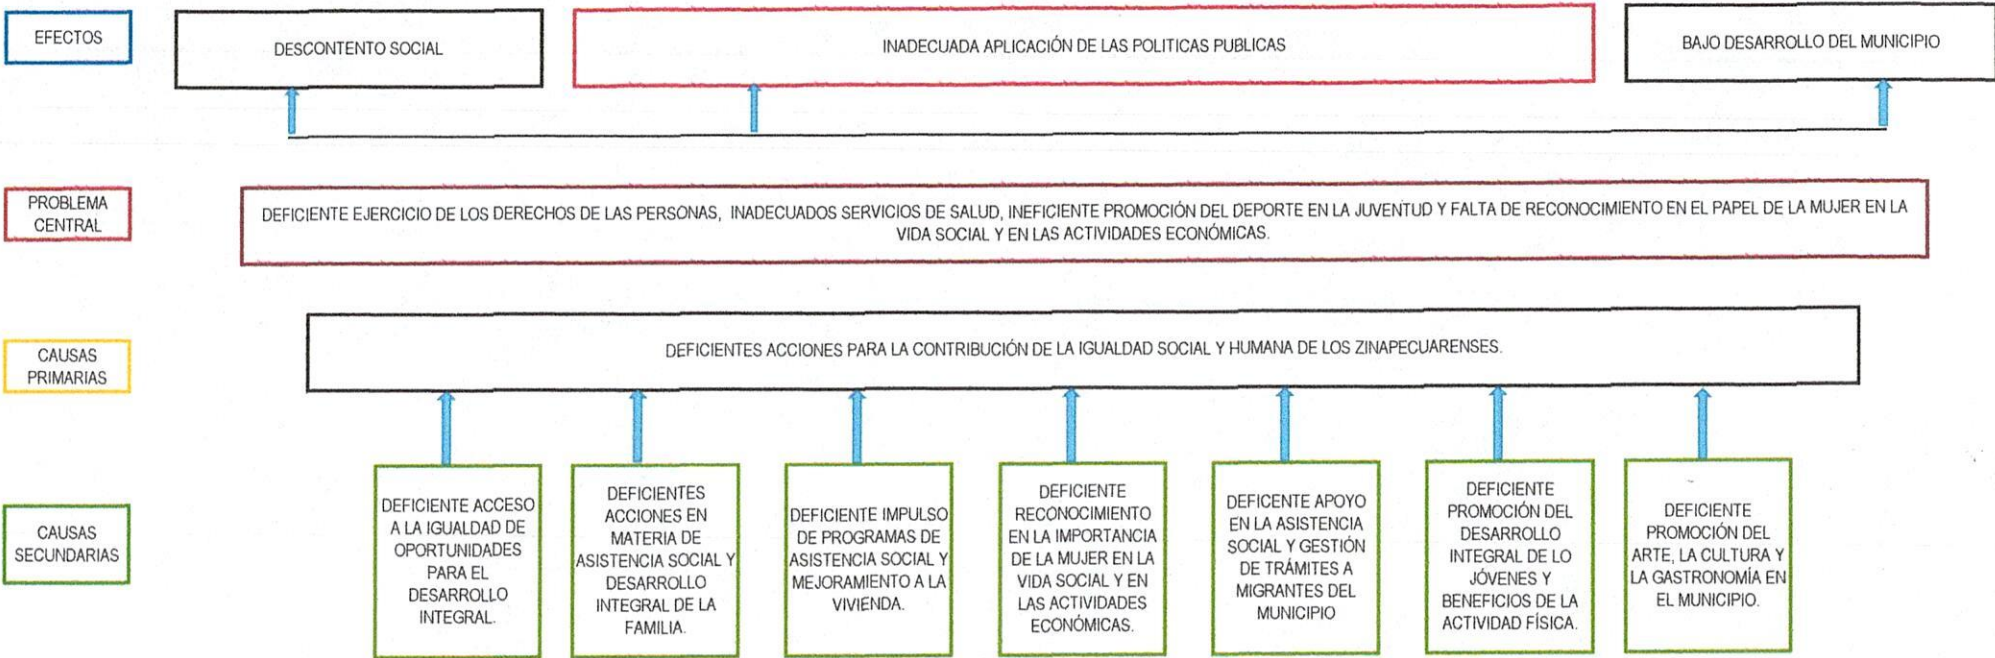 EFECTOS
DESCONTENTO SOCIAL
INADECUADA APLICACIÓN DE LAS POLITICAS PUBLICAS
BAJO DESARROLLO DEL MUNICIPIO
PROBLEMA
CENTRAL
DEFICIENTE EJERCICIO DE LOS DERECHOS DE LAS PERSONAS, INADECUADOS SERVICIOS DE SALUD, INEFICIENTE PROMOCIÓN DEL DEPORTE EN LA JUVENTUD Y FALTA DE RECONOCIMIENTO EN EL PAPEL DE LA MUJER EN LA
VIDA SOCIAL Y EN LAS ACTIVIDADES ECONÓMICAS.
CAUSAS
PRIMARIAS
DEFICIENTES ACCIONES PARA LA CONTRIBUCIÓN DE LA IGUALDAD SOCIAL Y HUMANA DE LOS ZINAPECUARENSES.
CAUSAS
SECUNDARIAS
DEFICIENTE ACCESO
A LA IGUALDAD DE
OPORTUNIDADES
PARA EL
DESARROLLO
INTEGRAL.
DEFICIENTES
ACCIONES EN
MATERIA DE
ASISTENCIA SOCIAL Y
DESARROLLO
INTEGRAL DE LA
FAMILIA.
DEFICIENTE IMPULSO
DE PROGRAMAS DE
ASISTENCIA SOCIAL Y
MEJORAMIENTO A LA
VIVIENDA.
DEFICIENTE
RECONOCIMIENTO
EN LA IMPORTANCIA
DE LA MUJER EN LA
VIDA SOCIAL Y EN
LAS ACTIVIDADES
ECONÓMICAS.
DEFICENTE APOYO
EN LA ASISTENCIA
SOCIAL Y GESTIÓN
DE TRÁMITES A
MIGRANTES DEL
MUNICIPIO
DEFICIENTE
PROMOCIÓN DEL
DESARROLLO
INTEGRAL DE LO
JÓVENES Y
BENEFICIOS DE LA
ACTIVIDAD FÍSICA.
DEFICIENTE
PROMOCIÓN DEL
ARTE, LA CULTURA Y
LA GASTRONOMÍA EN
EL MUNICIPIO.